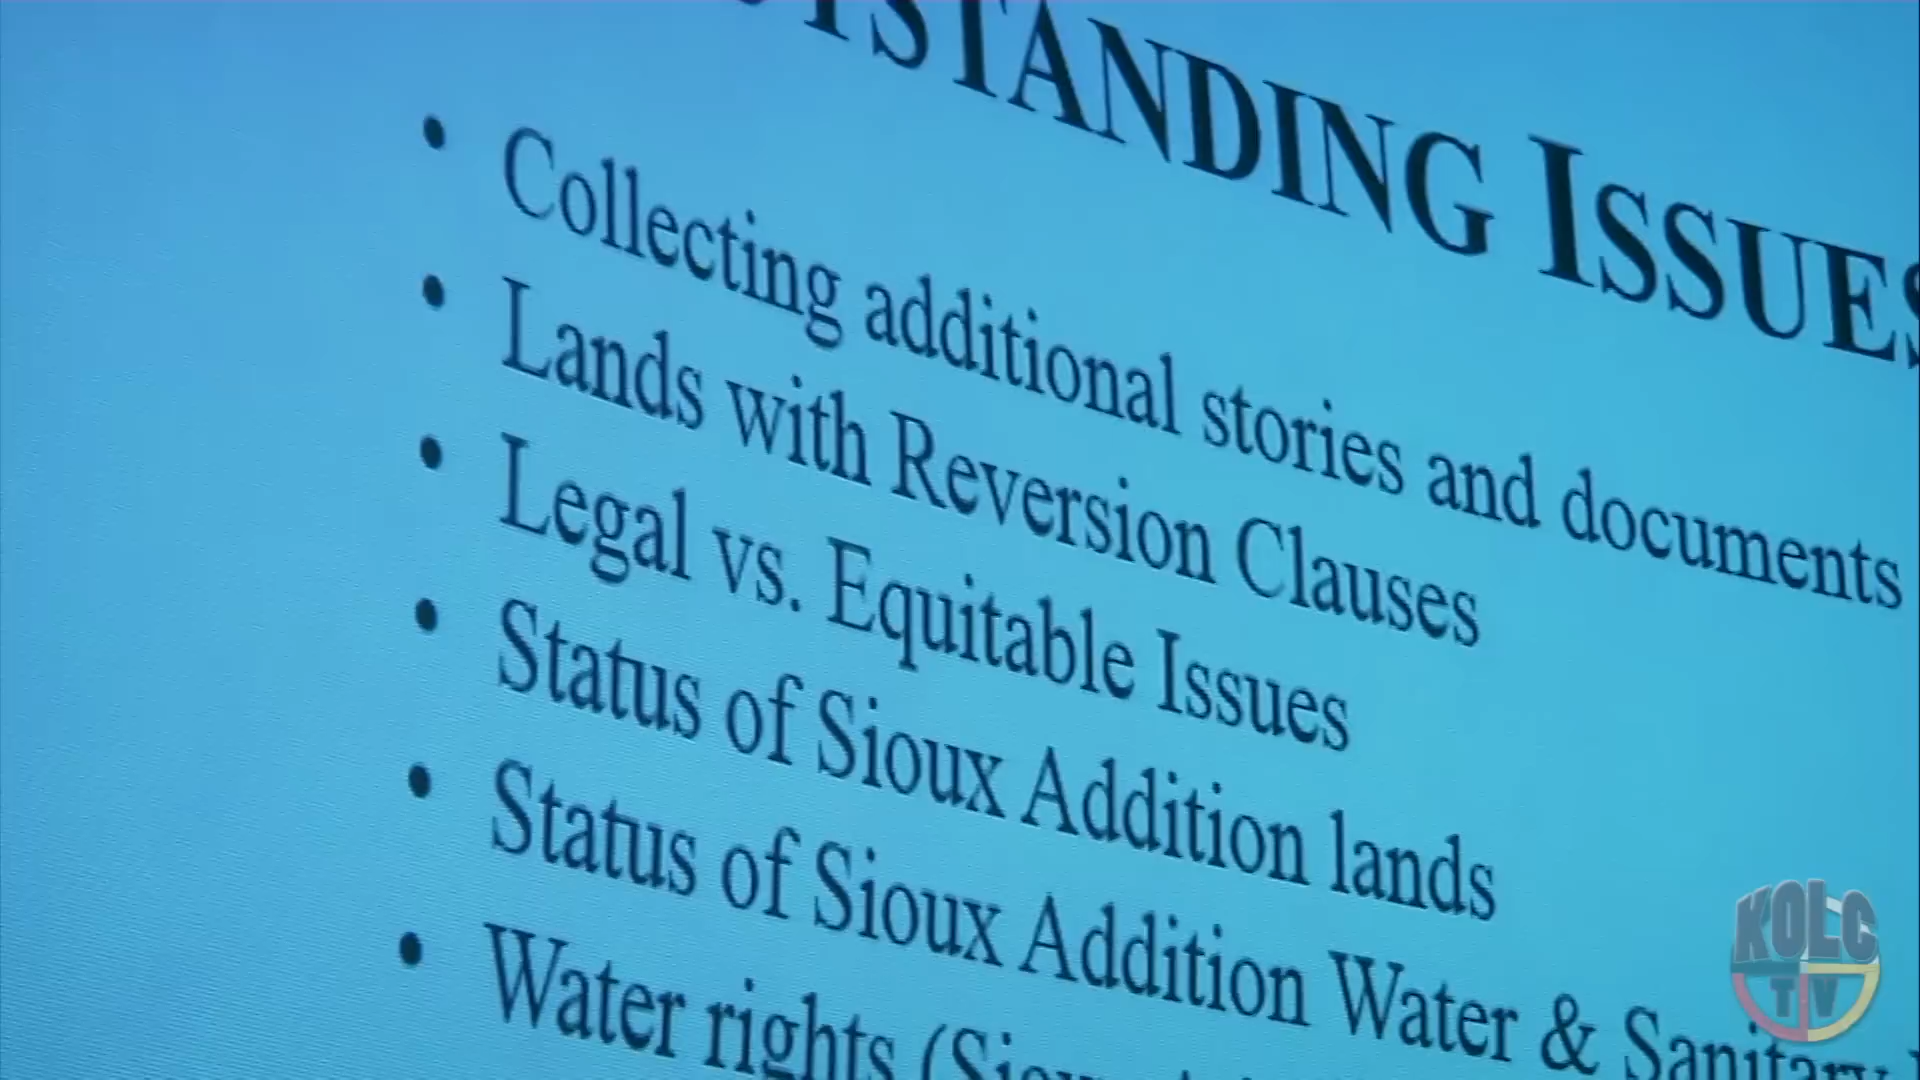 STANDING ISSUES
• Collecting additional stories and documents
• Lands with Reversion Clauses
• Legal vs. Equitable Issues
• Status of Sioux Addition lands
• Status of Sioux Addition Water & Sanitary
• Water rights
KOLC
TV